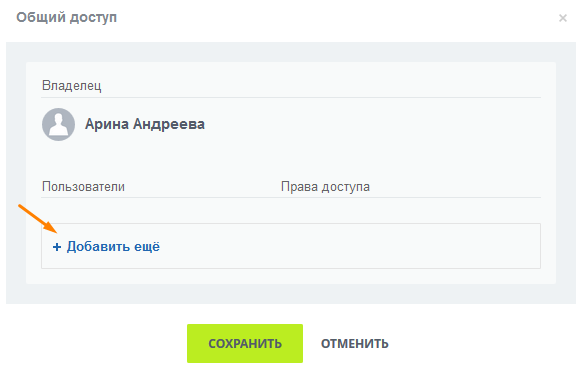 Общий доступ ×
Владелец
Арина Андреева
Пользователи Права доступа
+ Добавить ещё
СОХРАНИТЬ ОТМЕНИТЬ